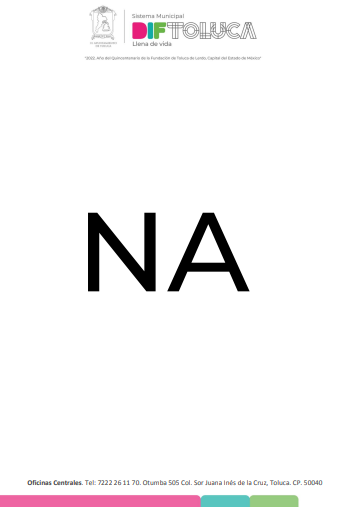 Sistema Municipal
DIFTOLUCA
Llena de vida
"2022, Año del Quincentenario de la Fundación de Toluca de Lerdo, Capital del Estado de México"
NA
Oficinas Centrales. Tel: 7222 26 11 70. Otumba 505 Col. Sor Juana Inés de la Cruz, Toluca. CP. 50040